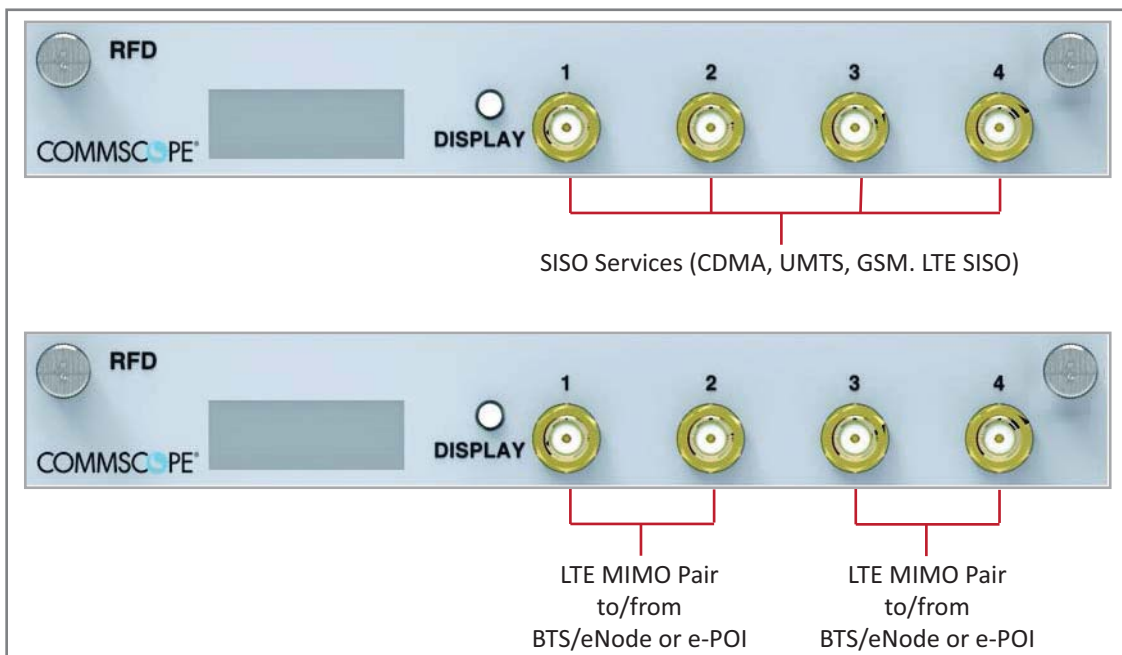 RFD
1 2 3 4
DISPLAY
COMMSCOPE®
SISO Services (CDMA, UMTS, GSM. LTE SISO)
RFD
1 2 3 4
DISPLAY
COMMSCOPE®
LTE MIMO Pair
to/from
BTS/eNode or e-POI
LTE MIMO Pair
to/from
BTS/eNode or e-POI